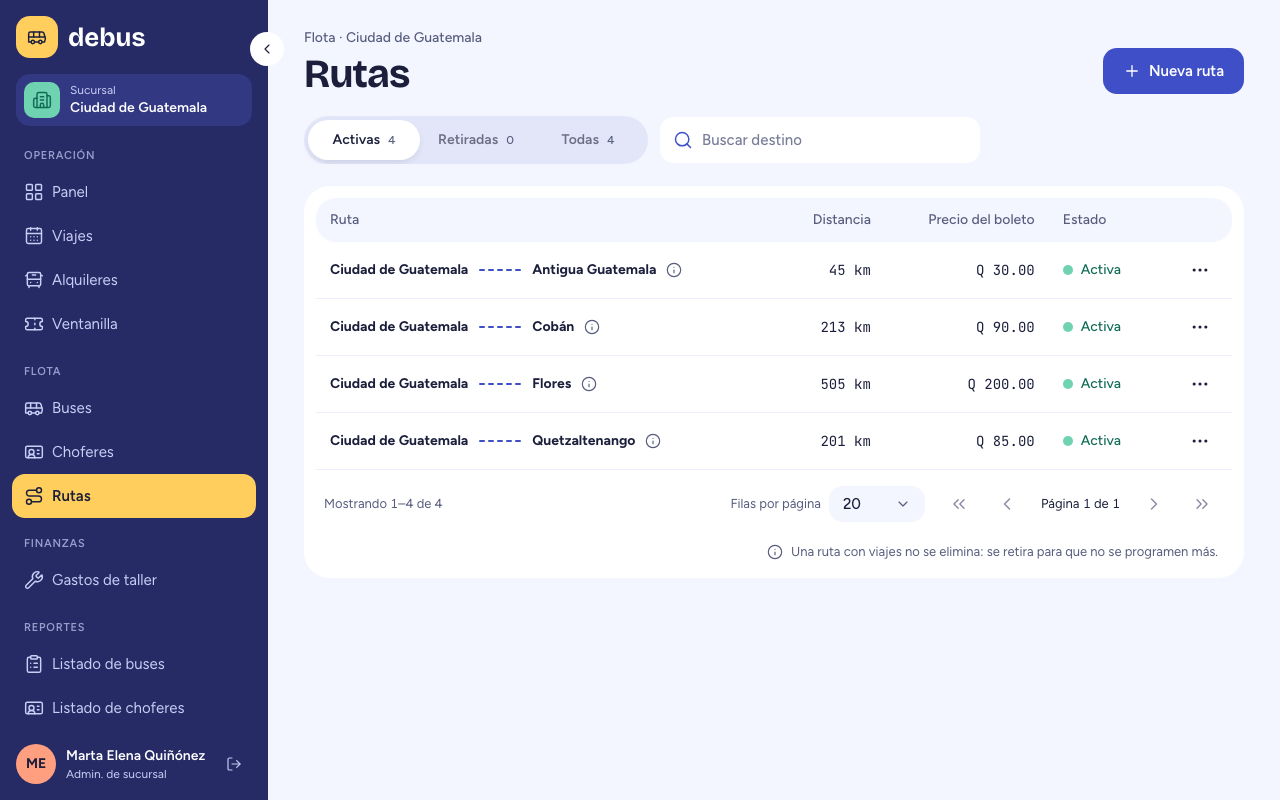 debus
Sucursal
Ciudad de Guatemala
OPERACIÓN
Panel
Viajes
Alquileres
Ventanilla
FLOTA
Buses
Choferes
Rutas
FINANZAS
Gastos de taller
REPORTES
Listado de buses
Listado de choferes
ME
Marta Elena Quiñónez
Admin. de sucursal
Flota · Ciudad de Guatemala
Rutas
Nueva ruta
Activas 4 Retiradas 0 Todas 4
Buscar destino
Ruta Distancia Precio del boleto Estado
Ciudad de Guatemala Antigua Guatemala 45 km Q 30.00 Activa
Ciudad de Guatemala Cobán 213 km Q 90.00 Activa
Ciudad de Guatemala Flores 505 km Q 200.00 Activa
Ciudad de Guatemala Quetzaltenango 201 km Q 85.00 Activa
Mostrando 1–4 de 4 Filas por página 20 Página 1 de 1
Una ruta con viajes no se elimina: se retira para que no se programen más.